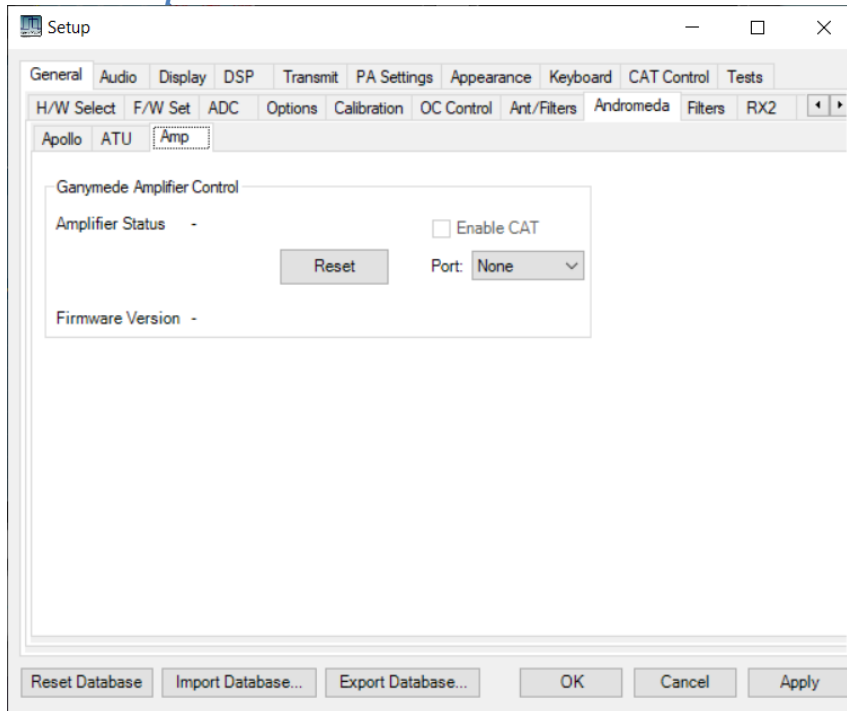 Setup
General Audio Display DSP Transmit PA Settings Appearance Keyboard CAT Control Tests
H/W Select F/W Set ADC Options Calibration OC Control Ant/Filters Andromeda Filters RX2
Apollo ATU Amp
Ganymede Amplifier Control
Amplifier Status - Enable CAT
Reset Port: None
Firmware Version -
Reset Database Import Database... Export Database... OK Cancel Apply